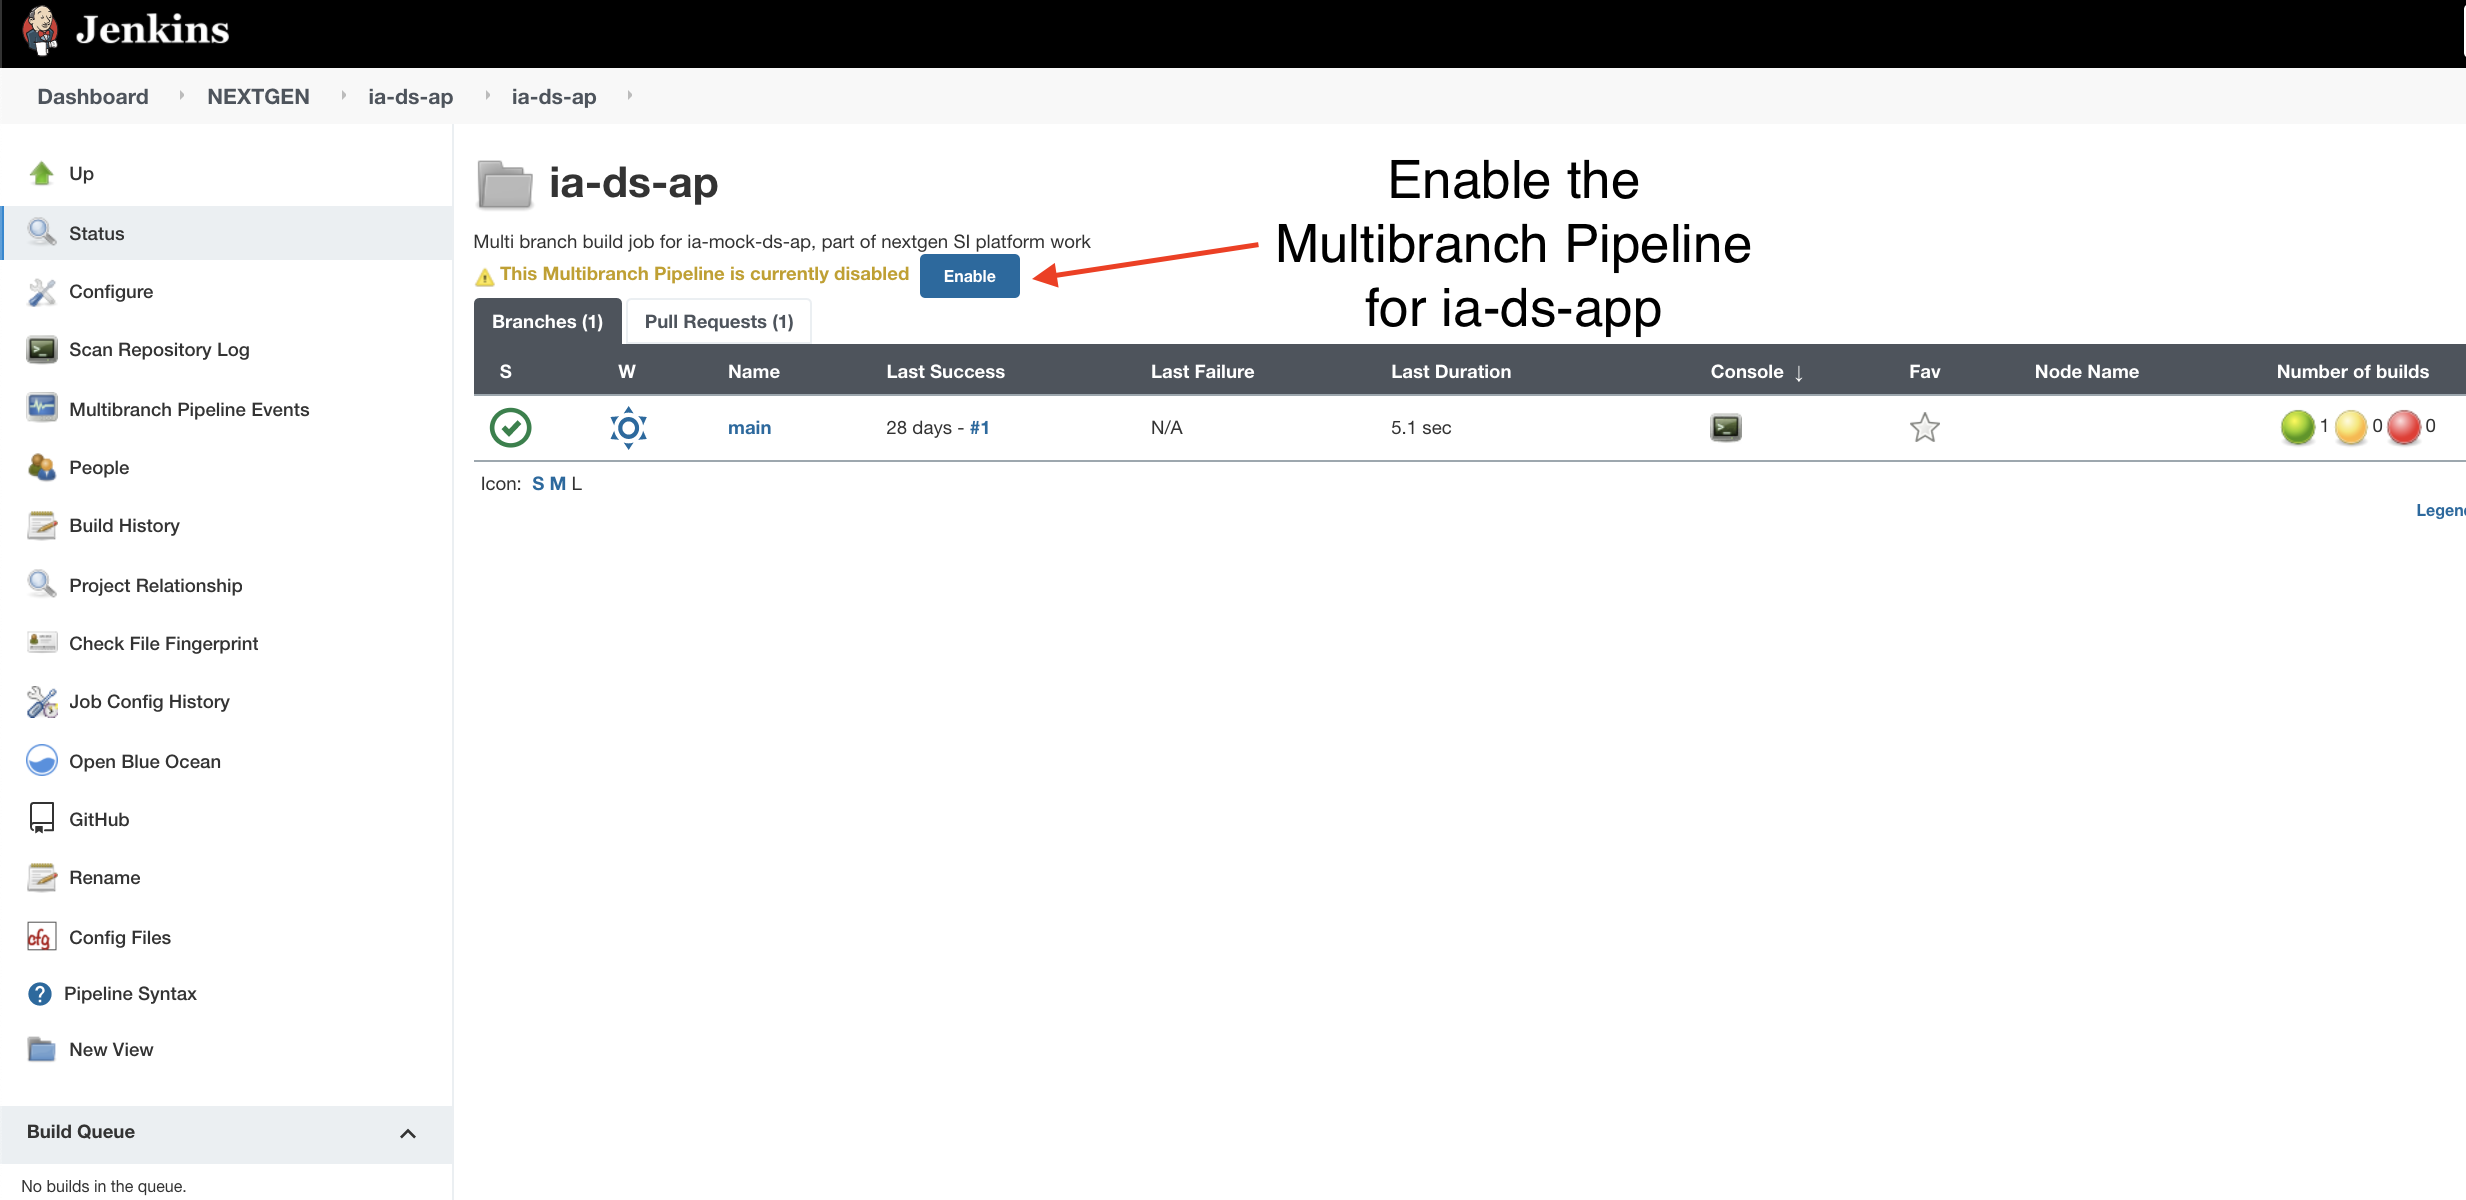 Jenkins
Dashboard NEXTGEN ia-ds-ap ia-ds-ap
Up
Status
Configure
Scan Repository Log
Multibranch Pipeline Events
People
Build History
Project Relationship
Check File Fingerprint
Job Config History
Open Blue Ocean
GitHub
Rename
cfg Config Files
? Pipeline Syntax
New View
Build Queue
No builds in the queue.
ia-ds-ap
Multi branch build job for ia-mock-ds-ap, part of nextgen SI platform work
This Multibranch Pipeline is currently disabled Enable
Enable the
Multibranch Pipeline
for ia-ds-app
Branches (1) Pull Requests (1)
S W Name Last Success Last Failure Last Duration Console ↓ Fav Node Name Number of builds
main 28 days - #1 N/A 5.1 sec 1 0 0
Icon: S M L